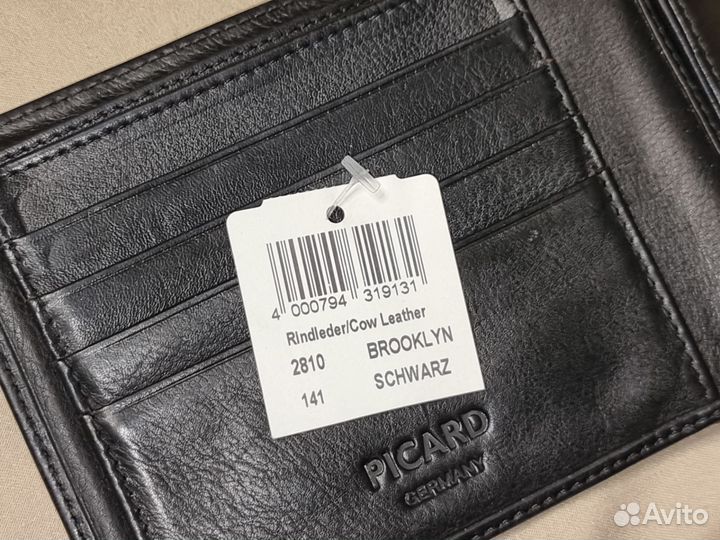 4 000794 319131
Rindleder/Cow Leather
2810 BROOKLYN
141 SCHWARZ
PICARD
GERMANY
Avito